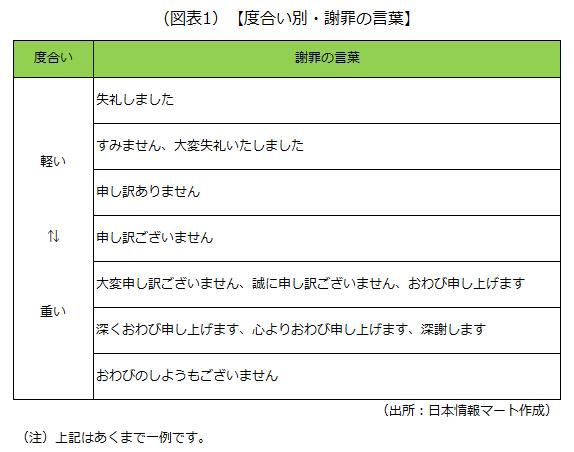 （図表1）【度合い別・謝罪の言葉】
度合い
謝罪の言葉
軽い
⇅
重い
失礼しました
すみません、大変失礼いたしました
申し訳ありません
申し訳ございません
大変申し訳ございません、誠に申し訳ございません、おわび申し上げます
深くおわび申し上げます、心よりおわび申し上げます、深謝します
おわびのしようもございません
（出所：日本情報マート作成）
（注）上記はあくまで一例です。